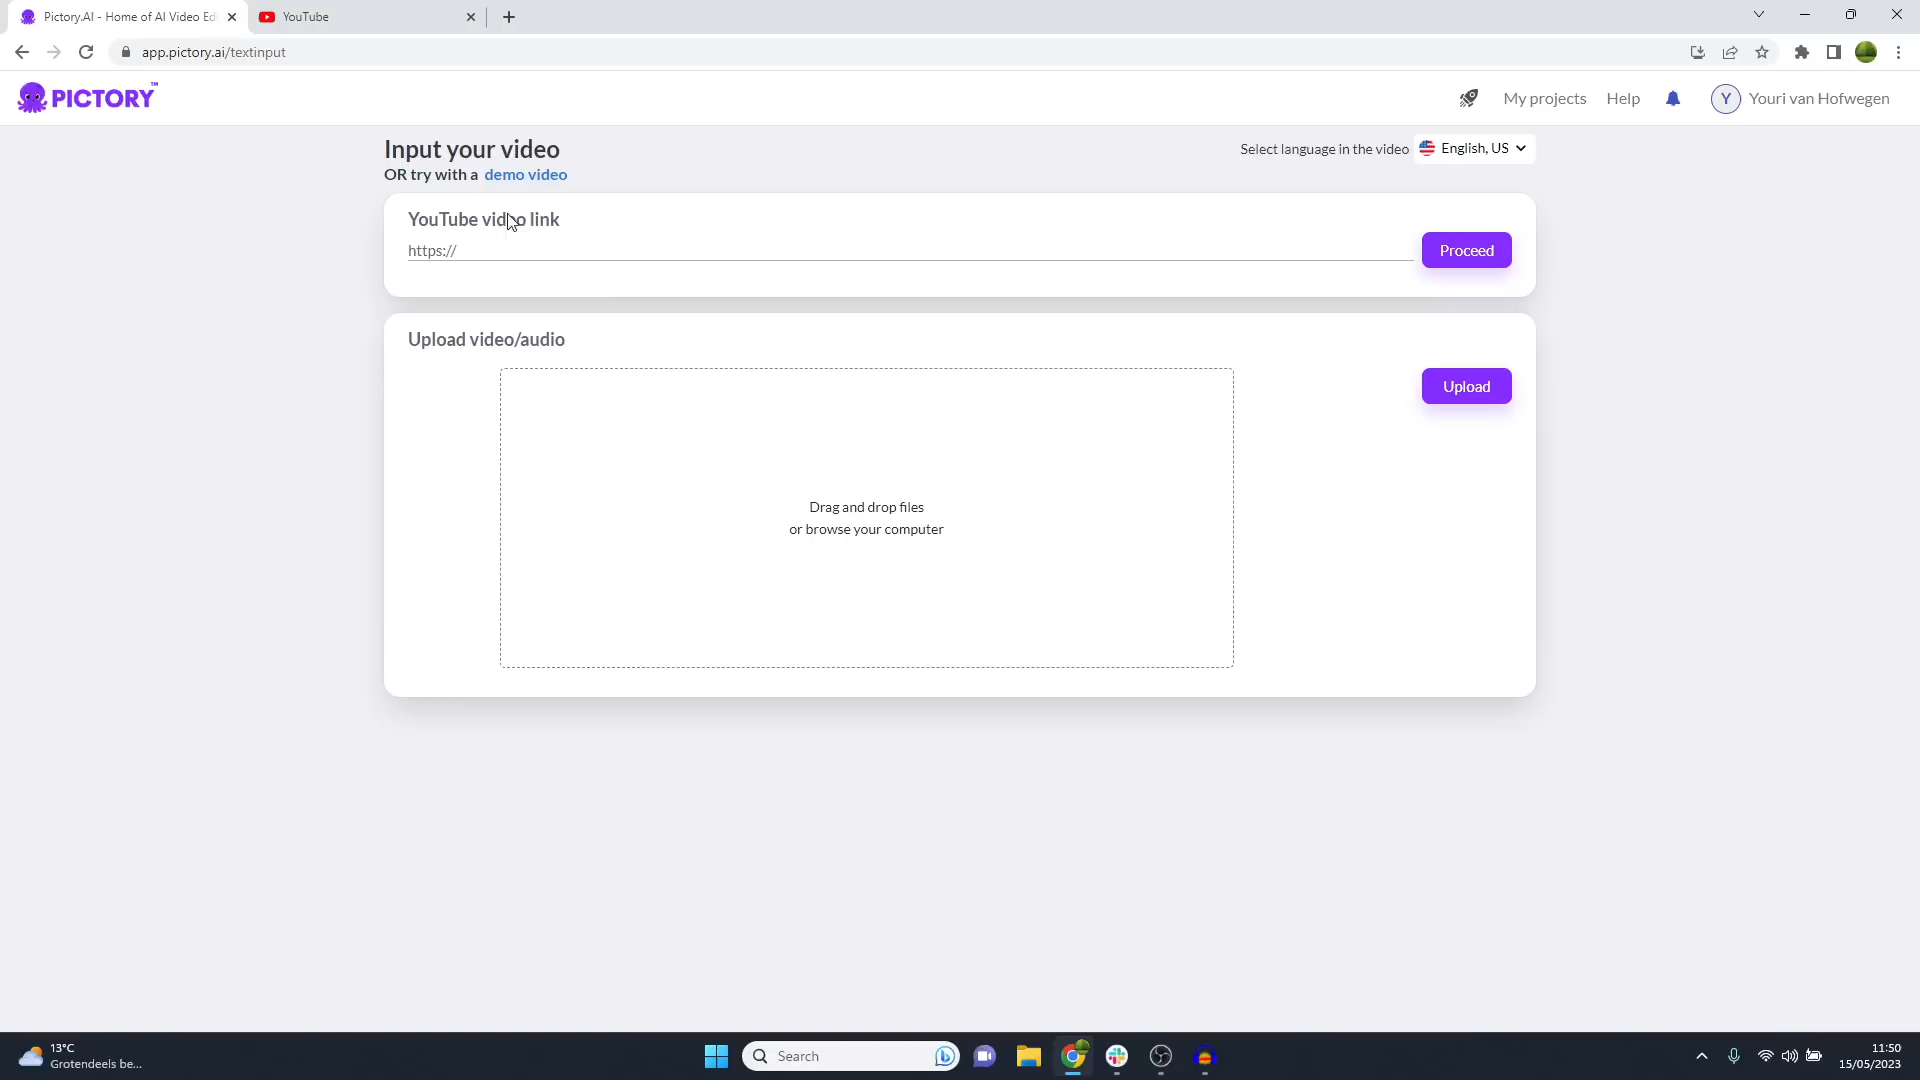 Pictory.AI - Home of AI Video Edi
YouTube
app.pictory.ai/textinput
PICTORY™
My projects
Help
Y
Youri van Hofwegen
Input your video
OR try with a demo video
Select language in the video
English, US
YouTube video link
https://
Proceed
Upload video/audio
Upload
Drag and drop files
or browse your computer
13°C
Grotendeels be...
Search
11:50
15/05/2023